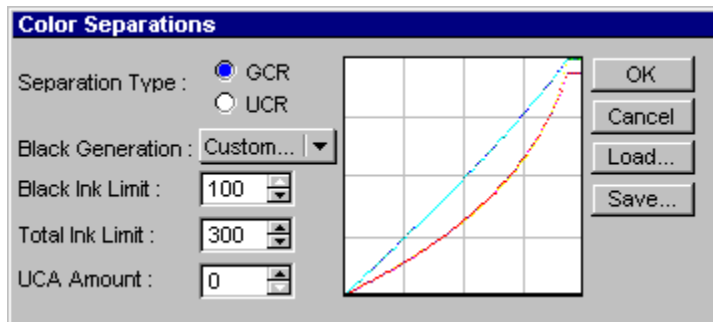 Color Separations
Separation Type :
GCR
UCR
Black Generation : Custom...
Black Ink Limit : 100
Total Ink Limit : 300
UCA Amount : 0
OK
Cancel
Load...
Save...